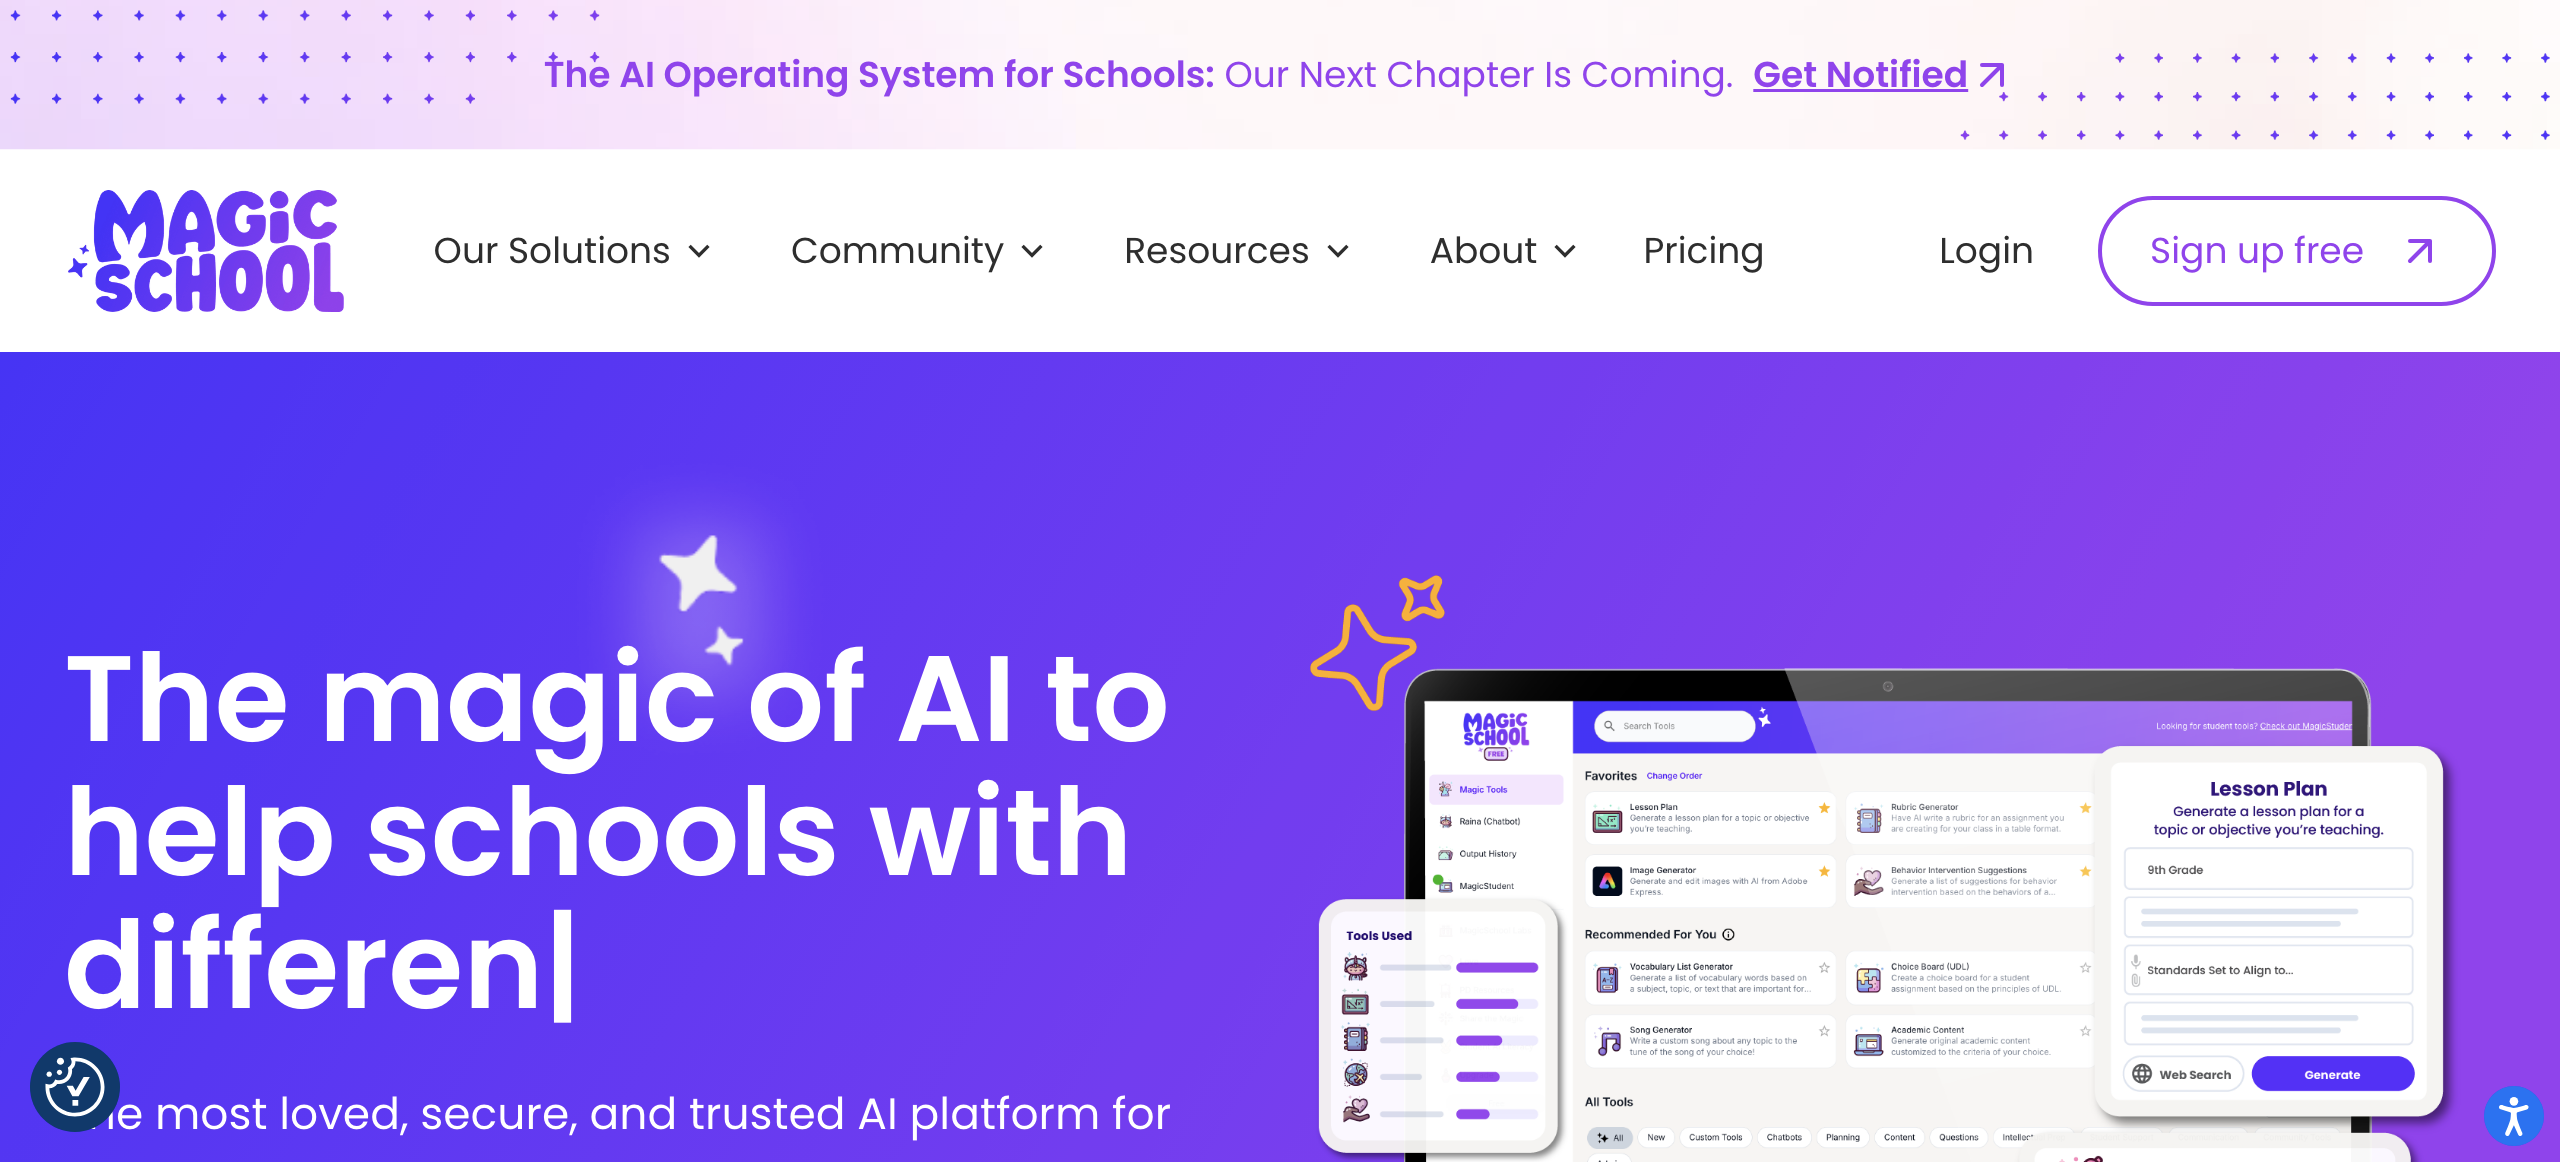 The AI Operating System for Schools: Our Next Chapter Is Coming. Get Notified
MAGIC SCHOOL
Our Solutions
Community
Resources
About
Pricing
Login
Sign up free
The magic of AI to
help schools with
differen
most loved, secure, and trusted AI platform for
MAGIC SCHOOL
FREE
Search Tools
Looking for student tools? Check out
Magic Tools
Raina (Chatbot)
Output History
MagicStudent
Favorites Change Order
Lesson Plan
Generate a lesson plan for a topic or objective
you're teaching.
Rubric Generator
Have AI write a rubric for an assignment you
are creating for your class in a table format.
Image Generator
Generate and edit images with AI from Adobe
Express.
Behavior Intervention Suggestions
Generate a list of suggestions for behavior
intervention based on the behaviors of a...
Recommended For You
Vocabulary List Generator
Generate a list of vocabulary words based on
a subject, topic, or text that are important for...
Choice Board (UDL)
Create a choice board for a student
assignment based on the principles of UDL.
Song Generator
Write a custom song about any topic to the
tune of the song of your choice!
Academic Content
Generate original academic content
customized to the criteria of your choice.
All Tools
All
New
Custom Tools
Chatbots
Planning
Content
Questions
Tools Used
Lesson Plan
Generate a lesson plan for a
topic or objective you're teaching.
9th Grade
Standards Set to Align to...
Web Search
Generate